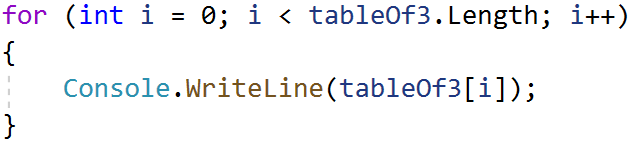 for (int i = 0; i < tableOf3.Length; i++)
{
    Console.WriteLine(tableOf3[i]);
}